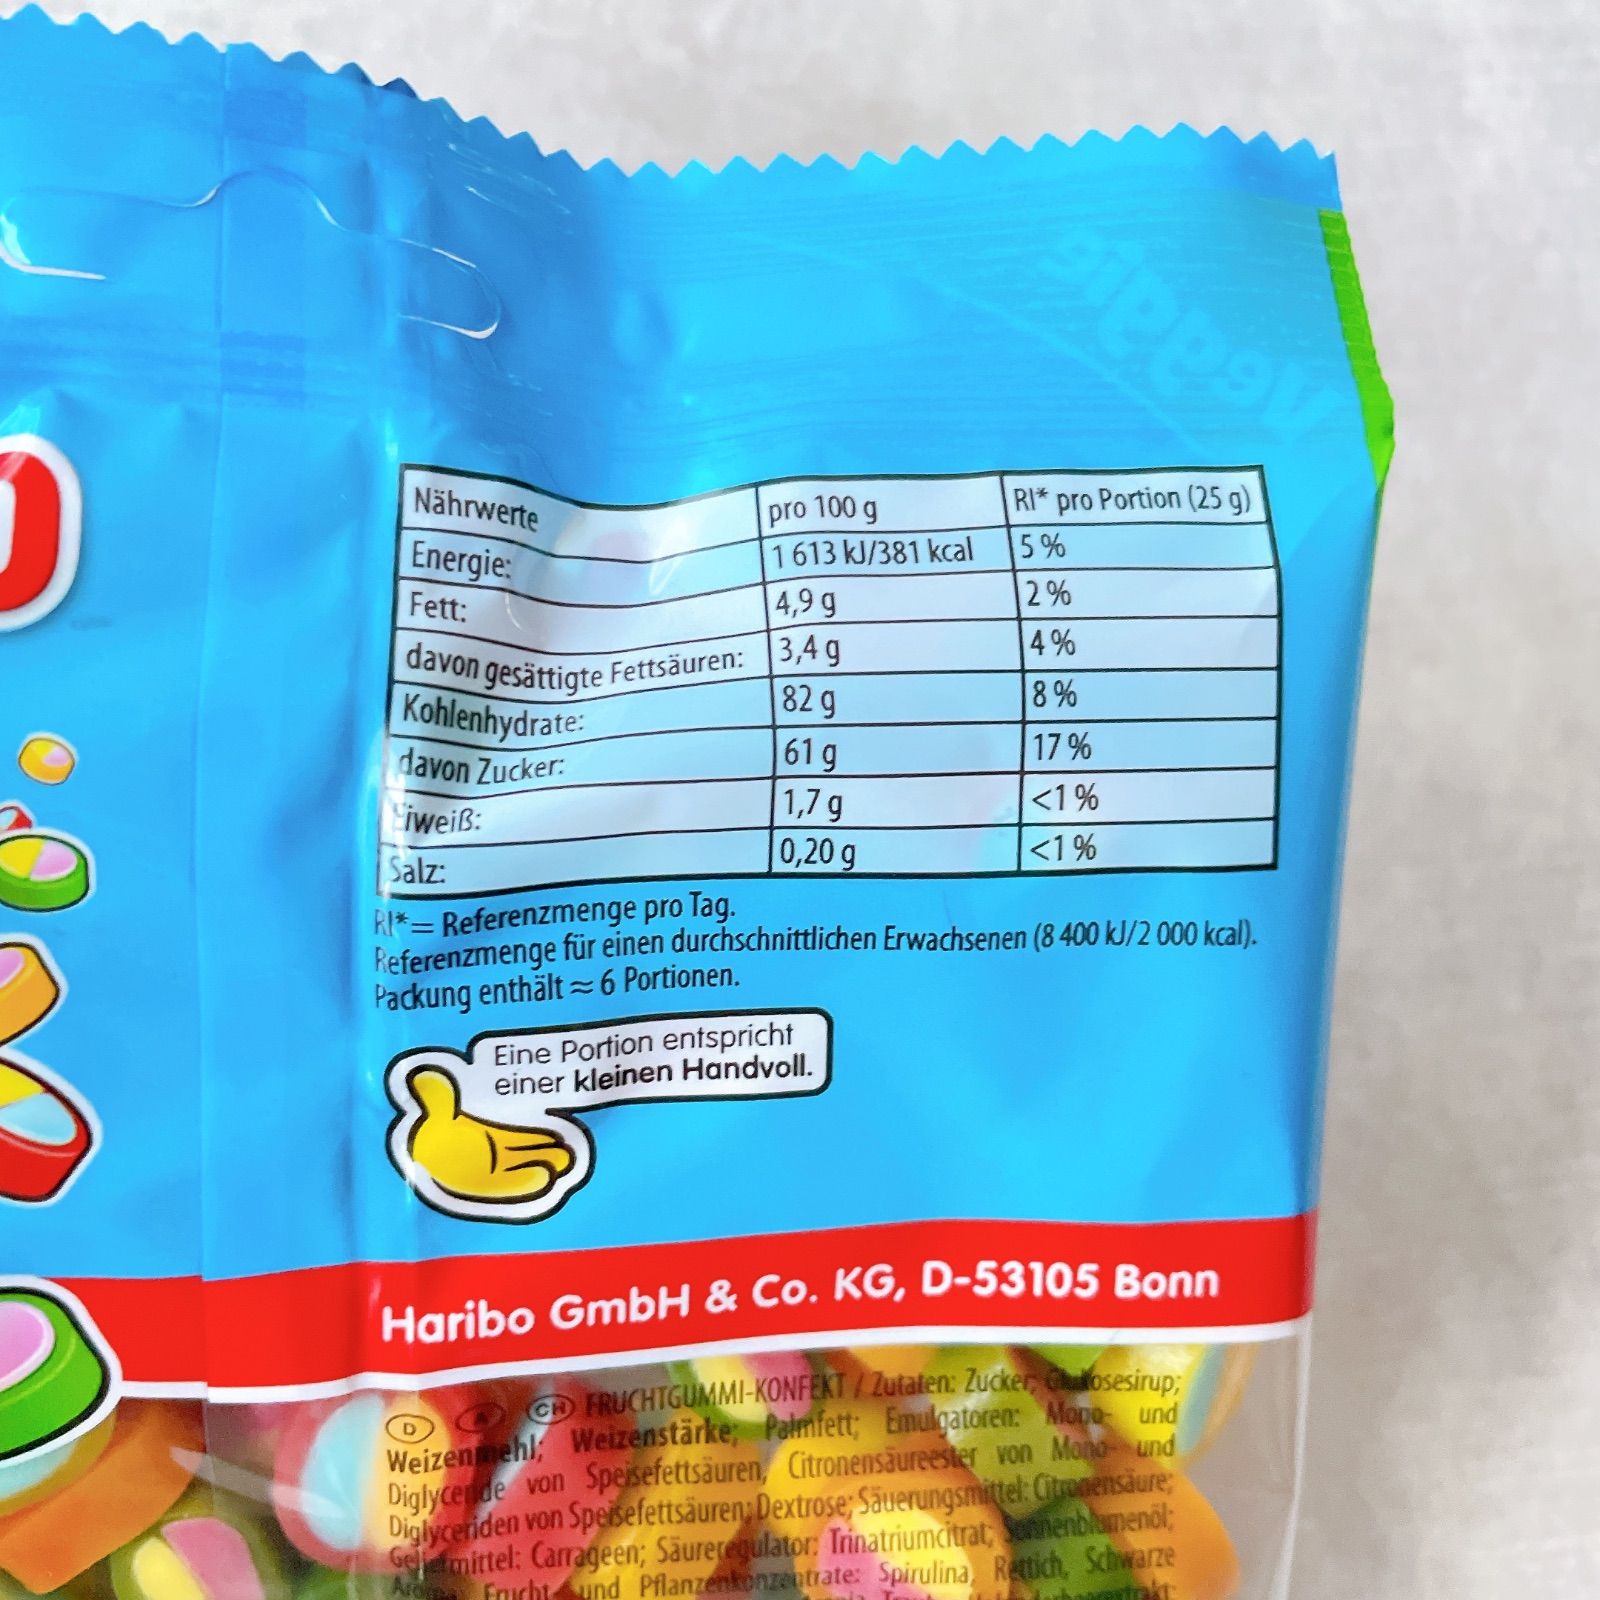 Veggie
Nährwerte pro 100 g RI* pro Portion (25 g)
Energie: 1 613 kJ/381 kcal 5 %
Fett: 4,9 g 2 %
davon gesättigte Fettsäuren: 3,4 g 4 %
Kohlenhydrate: 82 g 8 %
davon Zucker: 61 g 17 %
Eiweiß: 1,7 g <1 %
Salz: 0,20 g <1 %
RI*= Referenzmenge pro Tag.
Referenzmenge für einen durchschnittlichen Erwachsenen (8 400 kJ/2 000 kcal).
Packung enthält ≈ 6 Portionen.
Eine Portion entspricht
einer kleinen Handvoll.
Haribo GmbH & Co. KG, D-53105 Bonn
D A CH FRUCHTGUMMI-KONFEKT / Zutaten: Zucker; Glukosesirup;
Weizenmehl; Weizenstärke; Palmfett; Emulgatoren: Mono- und
Diglyceride von Speisefettsäuren, Citronensäureester von Mono- und
Diglyceriden von Speisefettsäuren; Dextrose; Säuerungsmittel: Citronensäure;
Geliermittel: Carrageen; Säureregulator: Trinatriumcitrat; Sonnenblumenöl;
Aroma; Frucht- und Pflanzenkonzentrate: Spirulina, Rettich, Schwarze